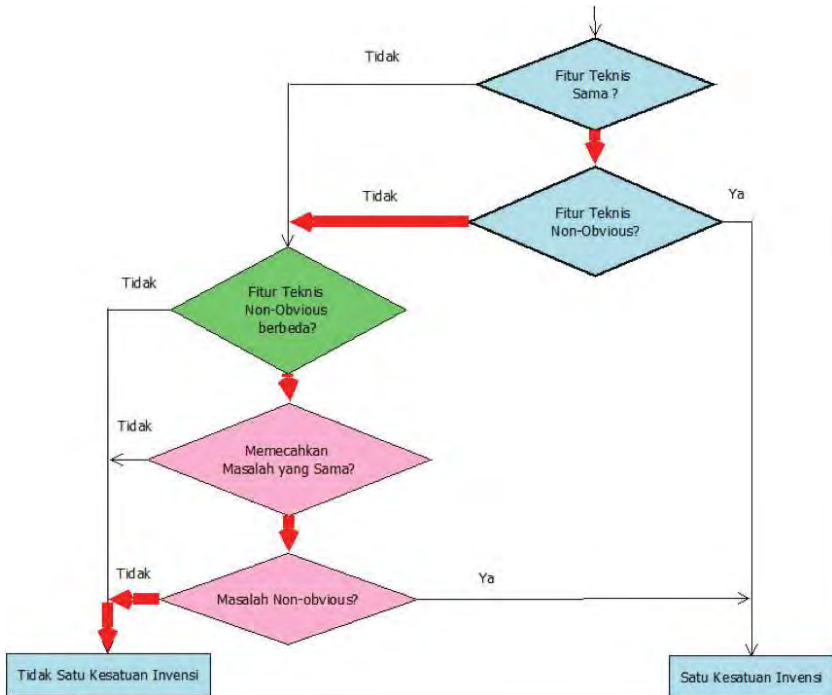 Tidak
Fitur Teknis
Sama ?
Tidak
Ya
Fitur Teknis
Non-Obvious?
Tidak
Fitur Teknis
Non-Obvious
berbeda?
Tidak
Memecahkan
Masalah yang Sama?
Tidak
Ya
Masalah Non-obvious?
Tidak Satu Kesatuan Invensi
Satu Kesatuan Invensi